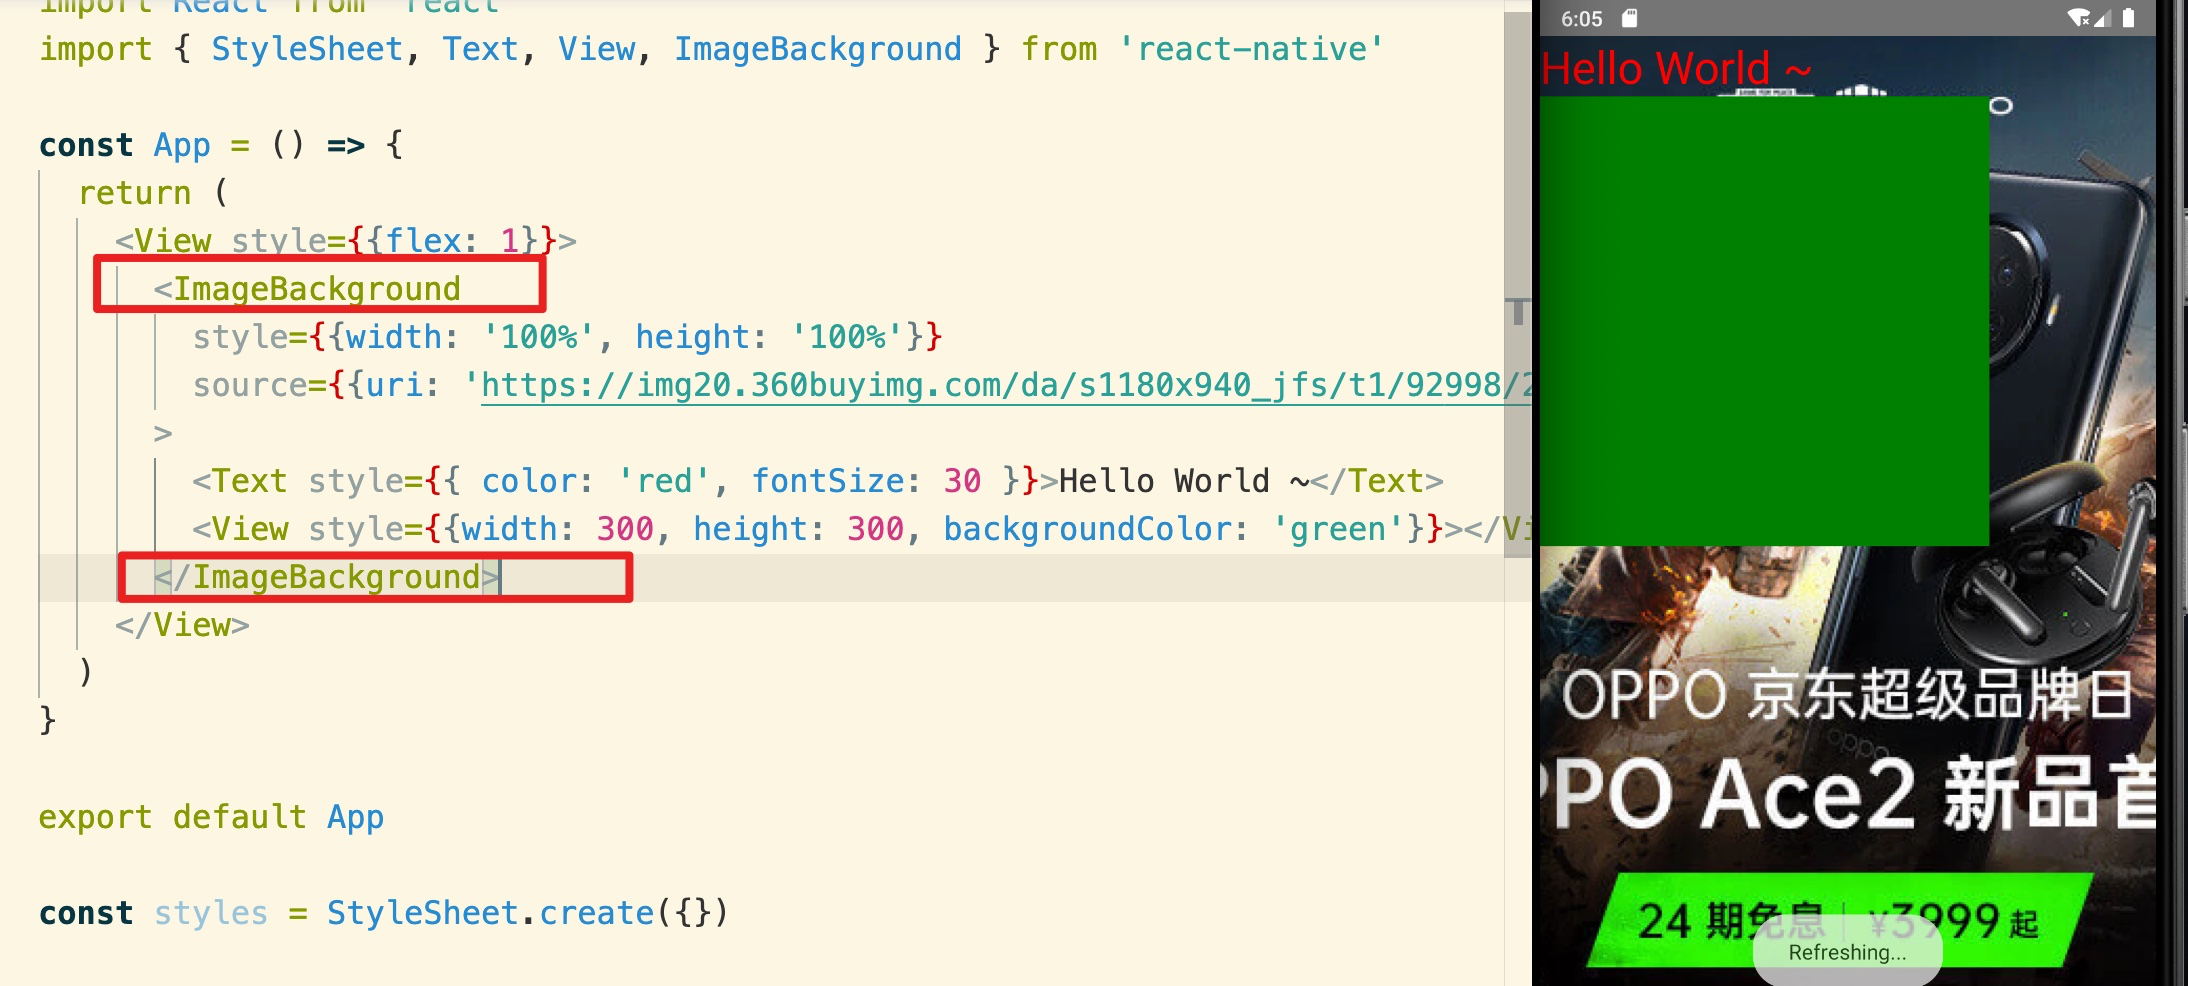 import React from 'react'
import { StyleSheet, Text, View, ImageBackground } from 'react-native'
const App = () => {
return (
<View style={{flex: 1}}>
<ImageBackground
style={{width: '100%', height: '100%'}}
source={{uri: 'https://img20.360buyimg.com/da/s1180x940_jfs/t1/92998/2
>
<Text style={{ color: 'red', fontSize: 30 }}>Hello World ~</Text>
<View style={{width: 300, height: 300, backgroundColor: 'green'}}></Vi
</ImageBackground>
</View>
)
}
export default App
const styles = StyleSheet.create({})
6:05
Hello World ~
OPPO 京东超级品牌日
oppo
PPO Ace2 新品首
24 期免息 ¥3999 起
Refreshing...